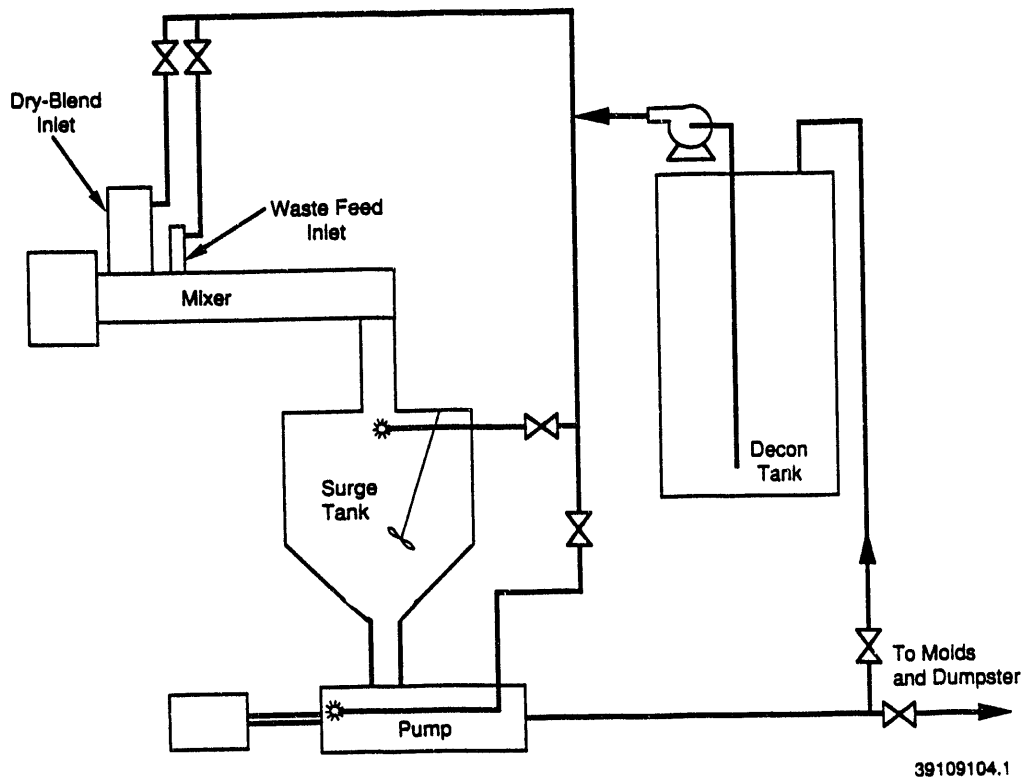 Dry-Blend
Inlet
Waste Feed
Inlet
Mixer
Decon
Tank
Surge
Tank
To Molds
and Dumpster
Pump
39109104.1